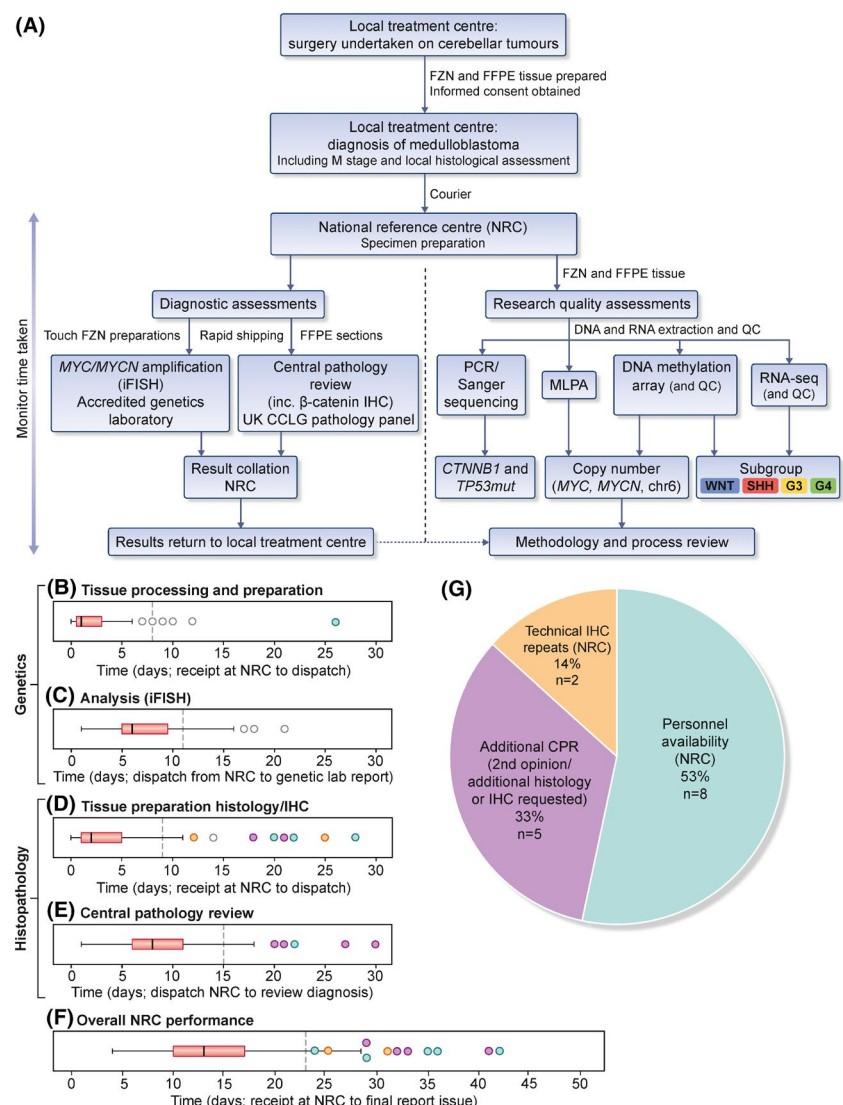 (A)
Local treatment centre:
surgery undertaken on cerebellar tumours
FZN and FFPE tissue prepared
Informed consent obtained
Local treatment centre:
diagnosis of medulloblastoma
Including M stage and local histological assessment
Courier
National reference centre (NRC)
Specimen preparation
Monitor time taken
FZN and FFPE tissue
Diagnostic assessments
Research quality assessments
Touch FZN preparations
Rapid shipping
FFPE sections
DNA and RNA extraction and QC
MYC/MYCN amplification
(iFISH)
Accredited genetics
laboratory
Central pathology
review
(inc. β-catenin IHC)
UK CCLG pathology panel
PCR/
Sanger
sequencing
MLPA
DNA methylation
array (and QC)
RNA-seq
(and QC)
Result collation
NRC
CTNNB1 and
TP53mut
Copy number
(MYC, MYCN, chr6)
Subgroup
WNT SHH G3 G4
Results return to local treatment centre
Methodology and process review
Genetics
(B) Tissue processing and preparation
0 5 10 15 20 25 30
Time (days; receipt at NRC to dispatch)
(C) Analysis (iFISH)
0 5 10 15 20 25 30
Time (days; dispatch from NRC to genetic lab report)
Histopathology
(D) Tissue preparation histology/IHC
0 5 10 15 20 25 30
Time (days; receipt at NRC to dispatch)
(E) Central pathology review
0 5 10 15 20 25 30
Time (days; dispatch NRC to review diagnosis)
(F) Overall NRC performance
0 5 10 15 20 25 30 35 40 45 50
Time (days; receipt at NRC to final report issue)
(G)
Technical IHC
repeats (NRC)
14%
n=2
Personnel
availability
(NRC)
53%
n=8
Additional CPR
(2nd opinion/
additional histology
or IHC requested)
33%
n=5